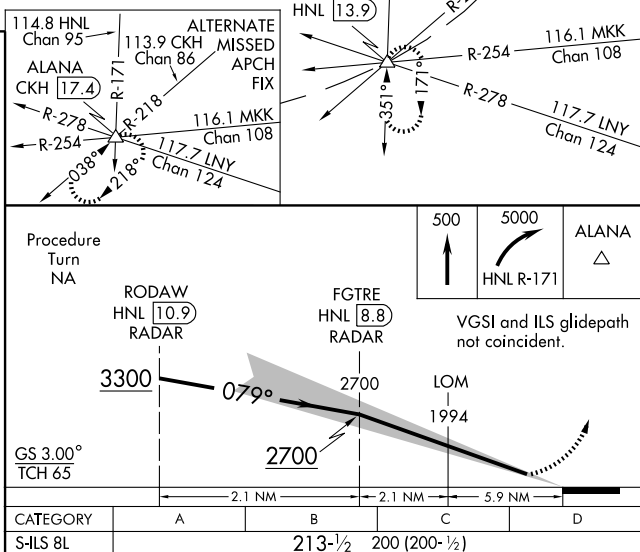 114.8 HNL
Chan 95
R-171
113.9 CKH
Chan 86
R-218
ALTERNATE
MISSED
APCH
FIX
ALANA
CKH 17.4
R-278
R-254
116.1 MKK
Chan 108
117.7 LNY
Chan 124
038°
218°
HNL 13.9
R-254
116.1 MKK
Chan 108
R-278
117.7 LNY
Chan 124
351°
171°
Procedure
Turn
NA
500
5000
HNL R-171
ALANA
VGSI and ILS glidepath
not coincident.
RODAW
HNL 10.9
RADAR
FGTRE
HNL 8.8
RADAR
LOM
3300
079°
2700
2700
1994
GS 3.00°
TCH 65
2.1 NM
2.1 NM
5.9 NM
CATEGORY A B C D
S-ILS 8L 213-½ 200 (200-½)